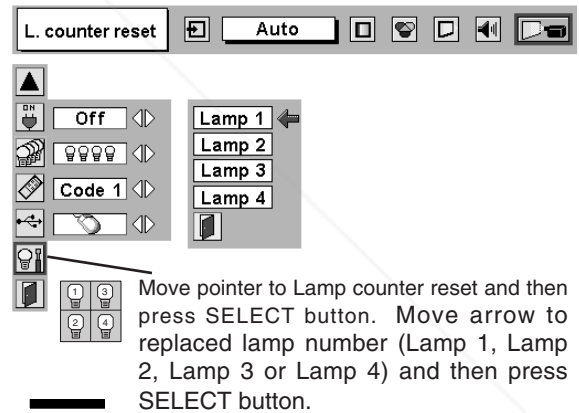 L. counter reset
Auto
ON
Off
Code 1
Lamp 1
Lamp 2
Lamp 3
Lamp 4
1 3
2 4
Move pointer to Lamp counter reset and then
press SELECT button. Move arrow to
replaced lamp number (Lamp 1, Lamp
2, Lamp 3 or Lamp 4) and then press
SELECT button.